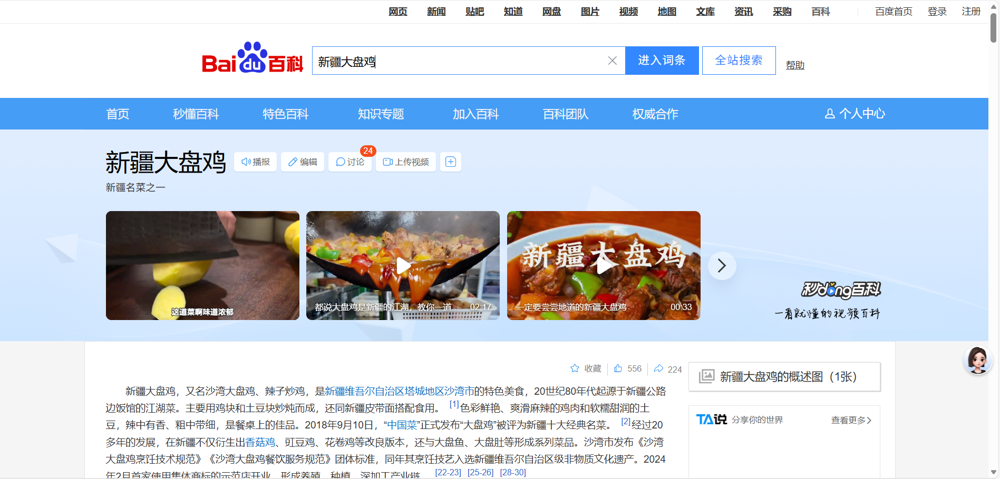 网页 新闻 贴吧 知道 网盘 图片 视频 地图 文库 资讯 采购 百科 百度首页 登录 注册
Bai du 百科 新疆大盘鸡 进入词条 全站搜索 帮助
首页 秒懂百科 特色百科 知识专题 加入百科 百科团队 权威合作 个人中心
新疆大盘鸡 播报 编辑 讨论 24 上传视频
新疆名菜之一
新疆大盘鸡
秒dong百科
这道菜啊味道浓郁 都说大盘鸡是新疆的江湖，教你一道... 02:17 一定要尝尝地道的新疆大盘鸡 00:33
一看就懂的视频百科
收藏 556 224
新疆大盘鸡的概述图（1张）
新疆大盘鸡，又名沙湾大盘鸡、辣子炒鸡，是新疆维吾尔自治区塔城地区沙湾市的特色美食，20世纪80年代起源于新疆公路
边饭馆的江湖菜。主要用鸡块和土豆块炒炖而成，还同新疆皮带面搭配食用。 [1] 色彩鲜艳、爽滑麻辣的鸡肉和软糯甜润的土
豆，辣中有香、粗中带细，是餐桌上的佳品。2018年9月10日，“中国菜”正式发布“大盘鸡”被评为新疆十大经典名菜。 [2] 经过20
多年的发展，在新疆不仅衍生出香菇鸡、豇豆鸡、花卷鸡等改良版本，还与大盘鱼、大盘肚等形成系列菜品。沙湾市发布《沙湾
大盘鸡烹饪技术规范》《沙湾大盘鸡餐饮服务规范》团体标准，同年其烹饪技艺入选新疆维吾尔自治区级非物质文化遗产。2024
年2月首家使用集体商标的示范店开业，形成养殖、种植、深加工产业链。 [22-23] [25-26] [28-30]
TA说 分享你的世界 查看更多